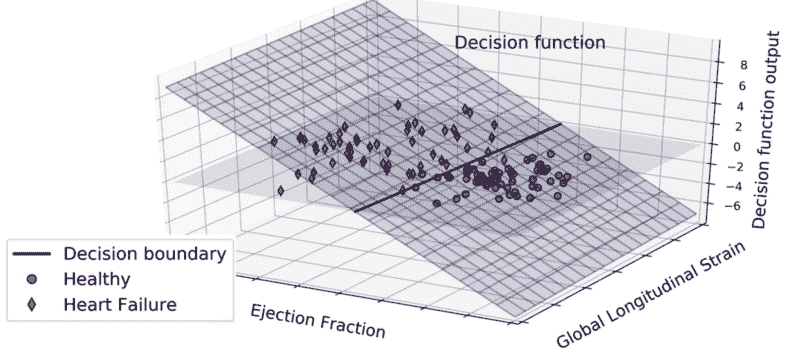 Decision function
8
6
4
2
0
−2
−4
−6
Decision function output
Global Longitudinal Strain
Ejection Fraction
Decision boundary
Healthy
Heart Failure